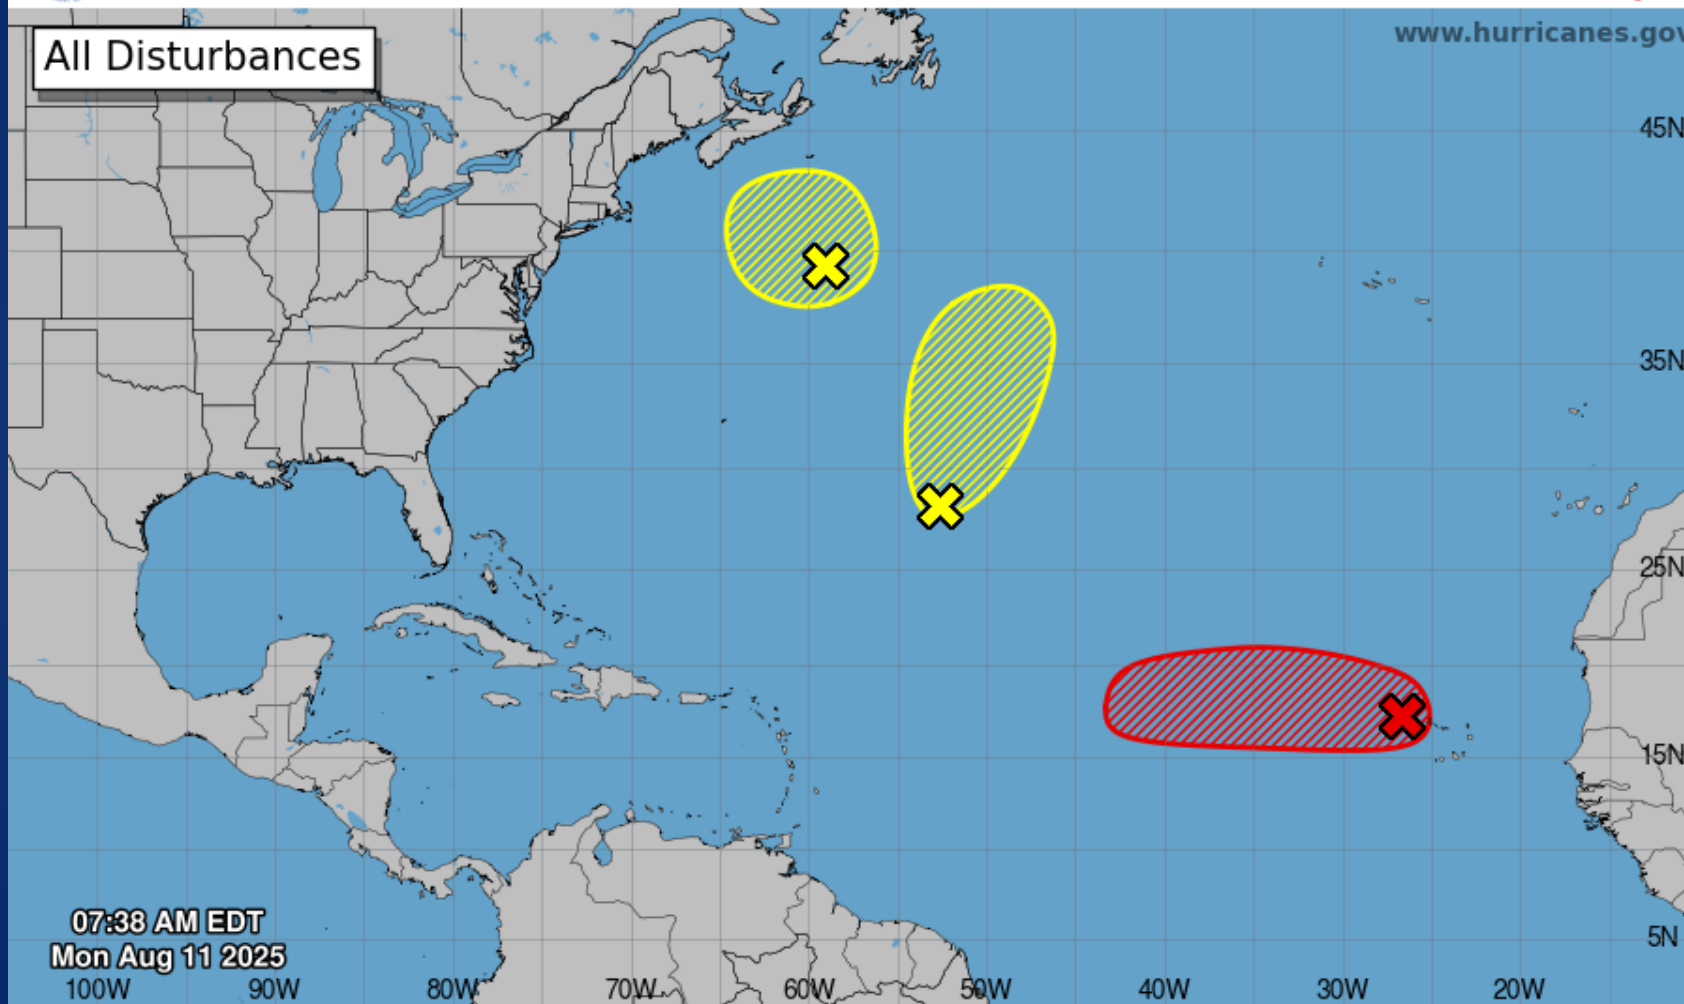 All Disturbances
www.hurricanes.gov
45N
35N
25N
15N
5N
07:38 AM EDT
Mon Aug 11 2025
100W 90W 80W 70W 60W 50W 40W 30W 20W